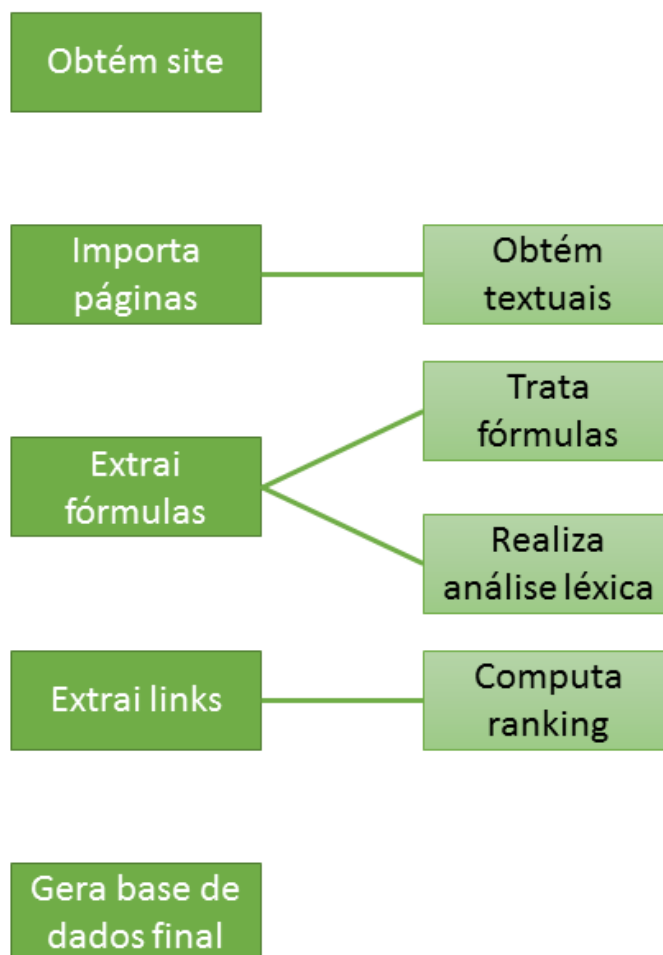 Obtém site
Importa
páginas
Obtém
textuais
Trata
fórmulas
Extrai
fórmulas
Realiza
análise léxica
Extrai links
Computa
ranking
Gera base de
dados final